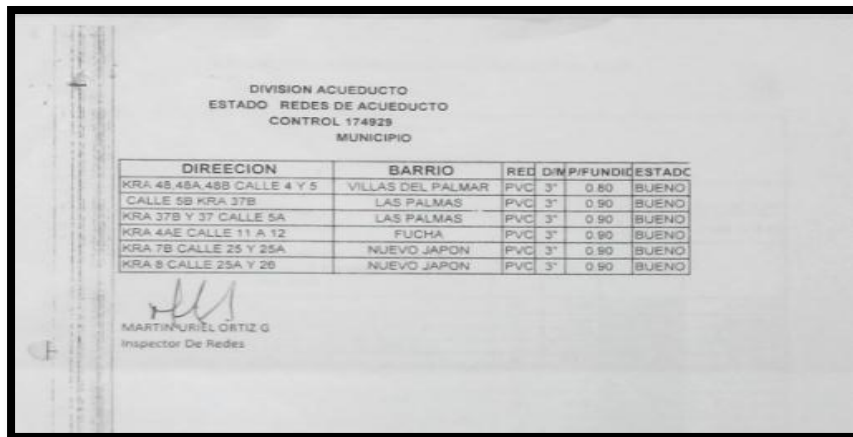 DIVISION ACUEDUCTO
ESTADO REDES DE ACUEDUCTO
CONTROL 174929
MUNICIPIO
DIREECION BARRIO RED D/M P/FUNDID ESTADO
KRA 48,48A,48B CALLE 4 Y 5 VILLAS DEL PALMAR PVC 3" 0.80 BUENO
CALLE 5B KRA 37B LAS PALMAS PVC 3" 0.90 BUENO
KRA 37B Y 37 CALLE 5A LAS PALMAS PVC 3" 0.90 BUENO
KRA 4AE CALLE 11 A 12 FUCHA PVC 3" 0.90 BUENO
KRA 7B CALLE 25 Y 25A NUEVO JAPON PVC 3" 0.90 BUENO
KRA 8 CALLE 25A Y 26 NUEVO JAPON PVC 3" 0.90 BUENO
MARTIN URIEL ORTIZ G
Inspector De Redes